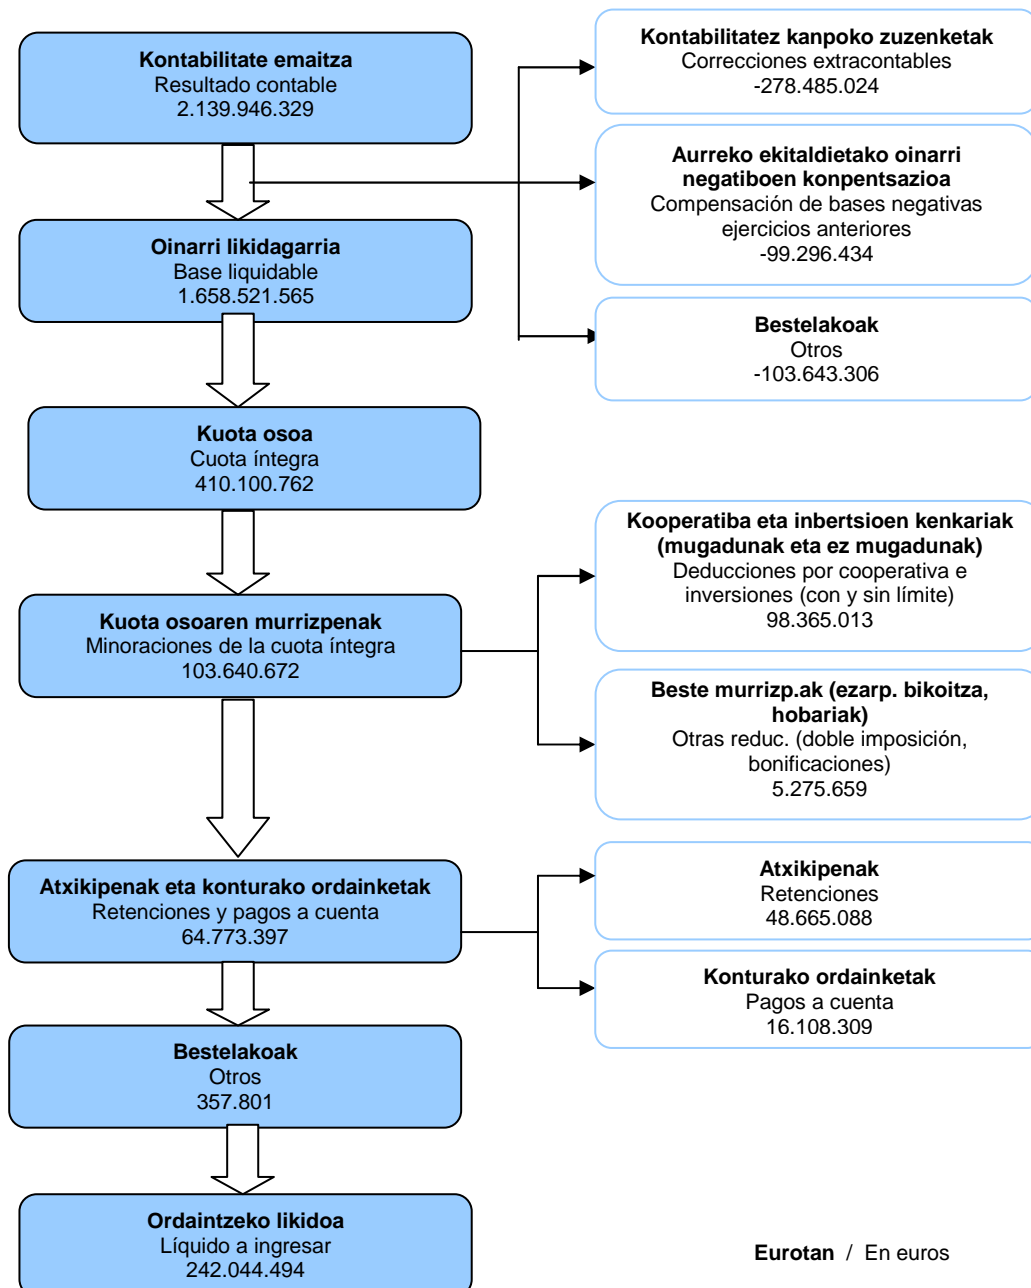 Kontabilitate emaitza
Resultado contable
2.139.946.329
Kontabilitatez kanpoko zuzenketak
Correcciones extracontables
-278.485.024
Aurreko ekitaldietako oinarri
negatiboen konpentsazioa
Compensación de bases negativas
ejercicios anteriores
-99.296.434
Oinarri likidagarria
Base liquidable
1.658.521.565
Bestelakoak
Otros
-103.643.306
Kuota osoa
Cuota íntegra
410.100.762
Kooperatiba eta inbertsioen kenkariak
(mugadunak eta ez mugadunak)
Deducciones por cooperativa e
inversiones (con y sin límite)
98.365.013
Kuota osoaren murrizpenak
Minoraciones de la cuota íntegra
103.640.672
Beste murrizp.ak (ezarp. bikoitza,
hobariak)
Otras reduc. (doble imposición,
bonificaciones)
5.275.659
Atxikipenak eta konturako ordainketak
Retenciones y pagos a cuenta
64.773.397
Atxikipenak
Retenciones
48.665.088
Konturako ordainketak
Pagos a cuenta
16.108.309
Bestelakoak
Otros
357.801
Ordaintzeko likidoa
Líquido a ingresar
242.044.494
Eurotan / En euros